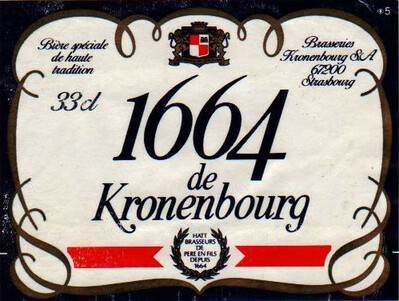 Bière spéciale
de haute
tradition
Brasseries
Kronenbourg S.A
67200
Strasbourg
5
33 cl
1664
de
Kronenbourg
HATT
BRASSEURS
DE
PERE EN FILS
DEPUIS
1664